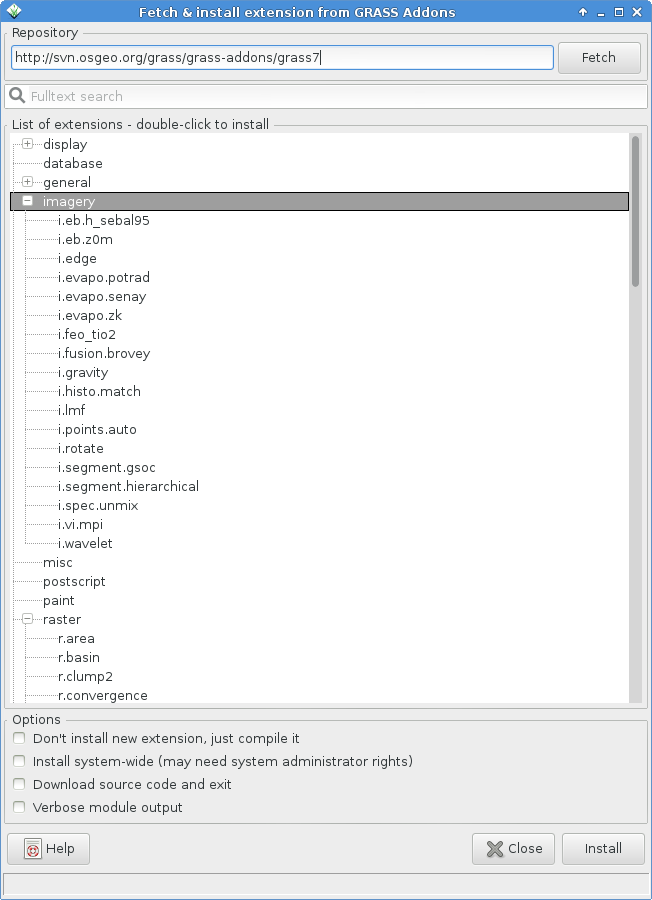 Fetch & install extension from GRASS Addons
Repository
http://svn.osgeo.org/grass/grass-addons/grass7
Fetch
Fulltext search
List of extensions - double-click to install
display
database
general
imagery
i.eb.h_sebal95
i.eb.z0m
i.edge
i.evapo.potrad
i.evapo.senay
i.evapo.zk
i.feo_tio2
i.fusion.brovey
i.gravity
i.histo.match
i.lmf
i.points.auto
i.rotate
i.segment.gsoc
i.segment.hierarchical
i.spec.unmix
i.vi.mpi
i.wavelet
misc
postscript
paint
raster
r.area
r.basin
r.clump2
r.convergence
Options
Don't install new extension, just compile it
Install system-wide (may need system administrator rights)
Download source code and exit
Verbose module output
Help
Close
Install